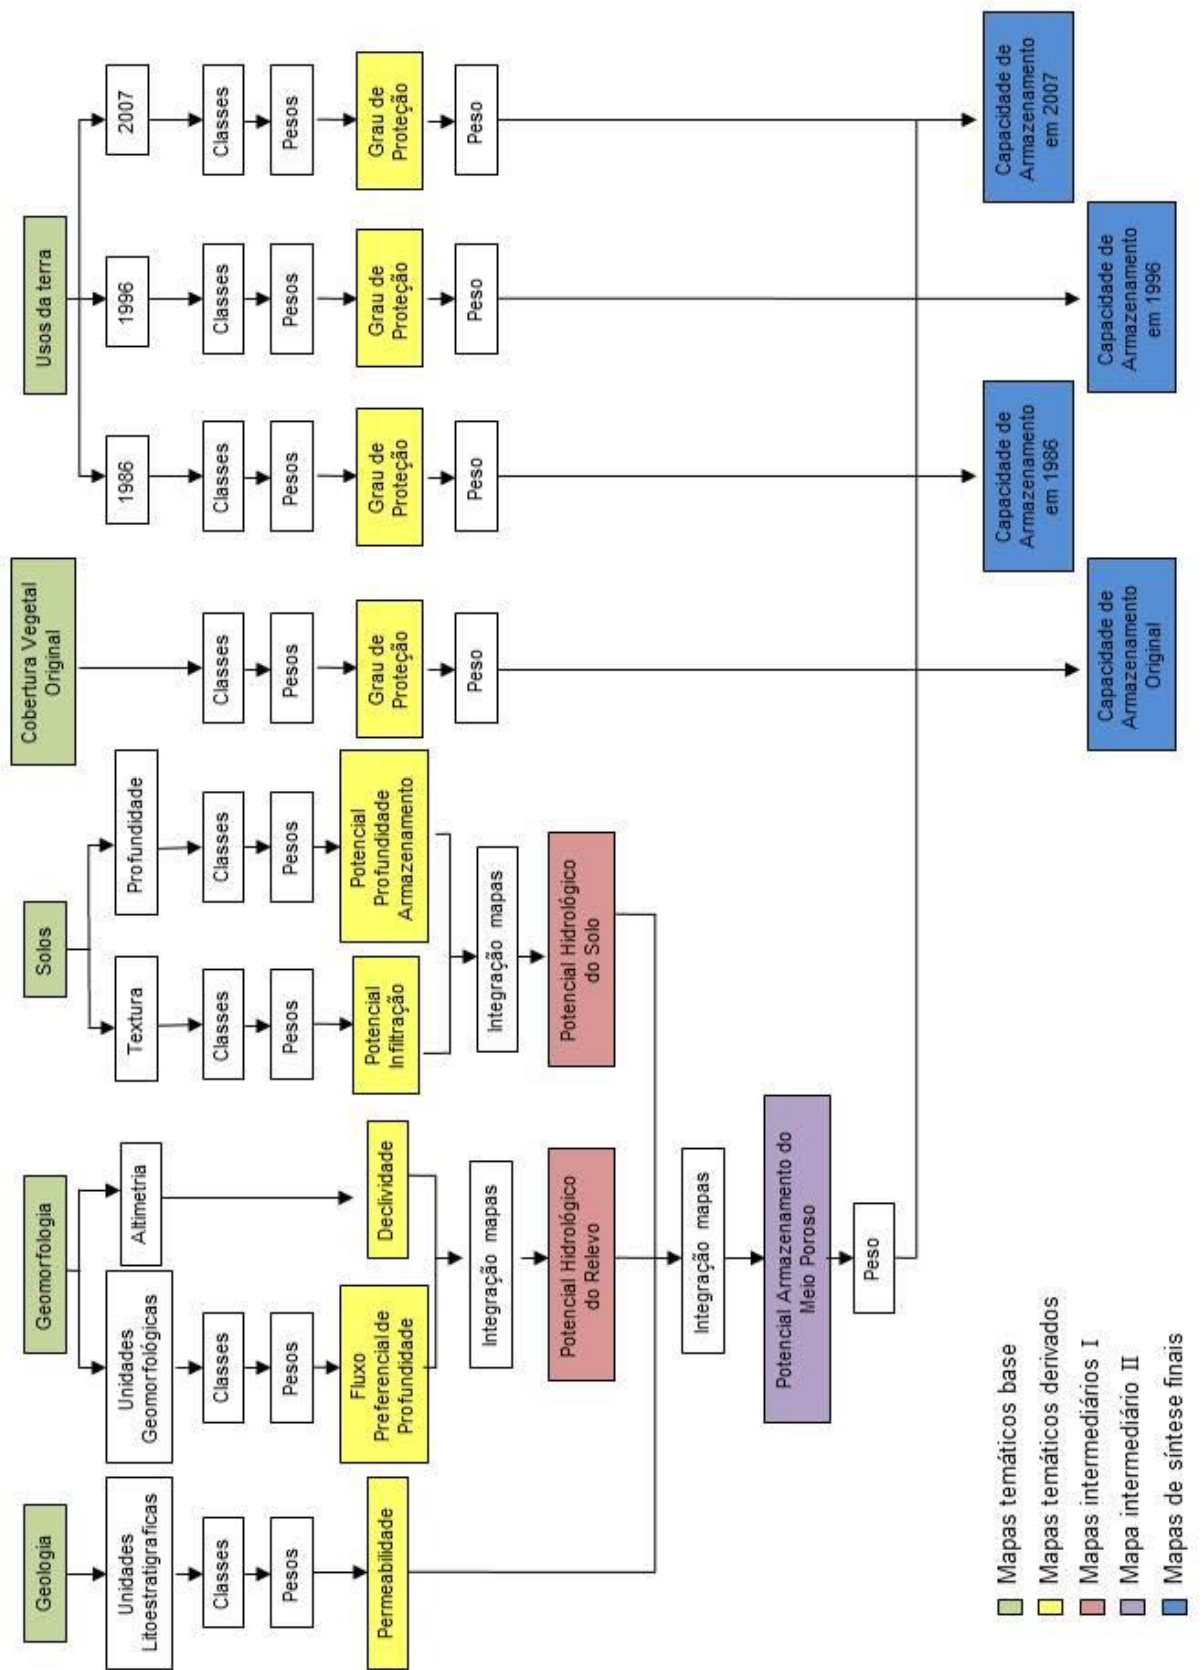 Geologia
Geomorfologia
Solos
Cobertura Vegetal
Original
Usos da terra
Unidades
Litoestratigraficas
Unidades
Geomorfológicas
Altimetria
Textura
Profundidade
1986
1996
2007
Classes
Classes
Classes
Classes
Classes
Classes
Classes
Classes
Pesos
Pesos
Pesos
Pesos
Pesos
Pesos
Pesos
Pesos
Permeabilidade
Fluxo
Preferencial de
Profundidade
Declividade
Potencial
Infiltração
Potencial
Profundidade
Armazenamento
Grau de
Proteção
Grau de
Proteção
Grau de
Proteção
Grau de
Proteção
Integração mapas
Integração mapas
Peso
Peso
Peso
Peso
Potencial Hidrológico
do Relevo
Potencial Hidrológico
do Solo
Integração mapas
Potencial Armazenamento do
Meio Poroso
Peso
Capacidade de
Armazenamento
Original
Capacidade de
Armazenamento
em 1986
Capacidade de
Armazenamento
em 1996
Capacidade de
Armazenamento
em 2007
Mapas temáticos base
Mapas temáticos derivados
Mapas intermediários I
Mapa intermediário II
Mapas de síntese finais